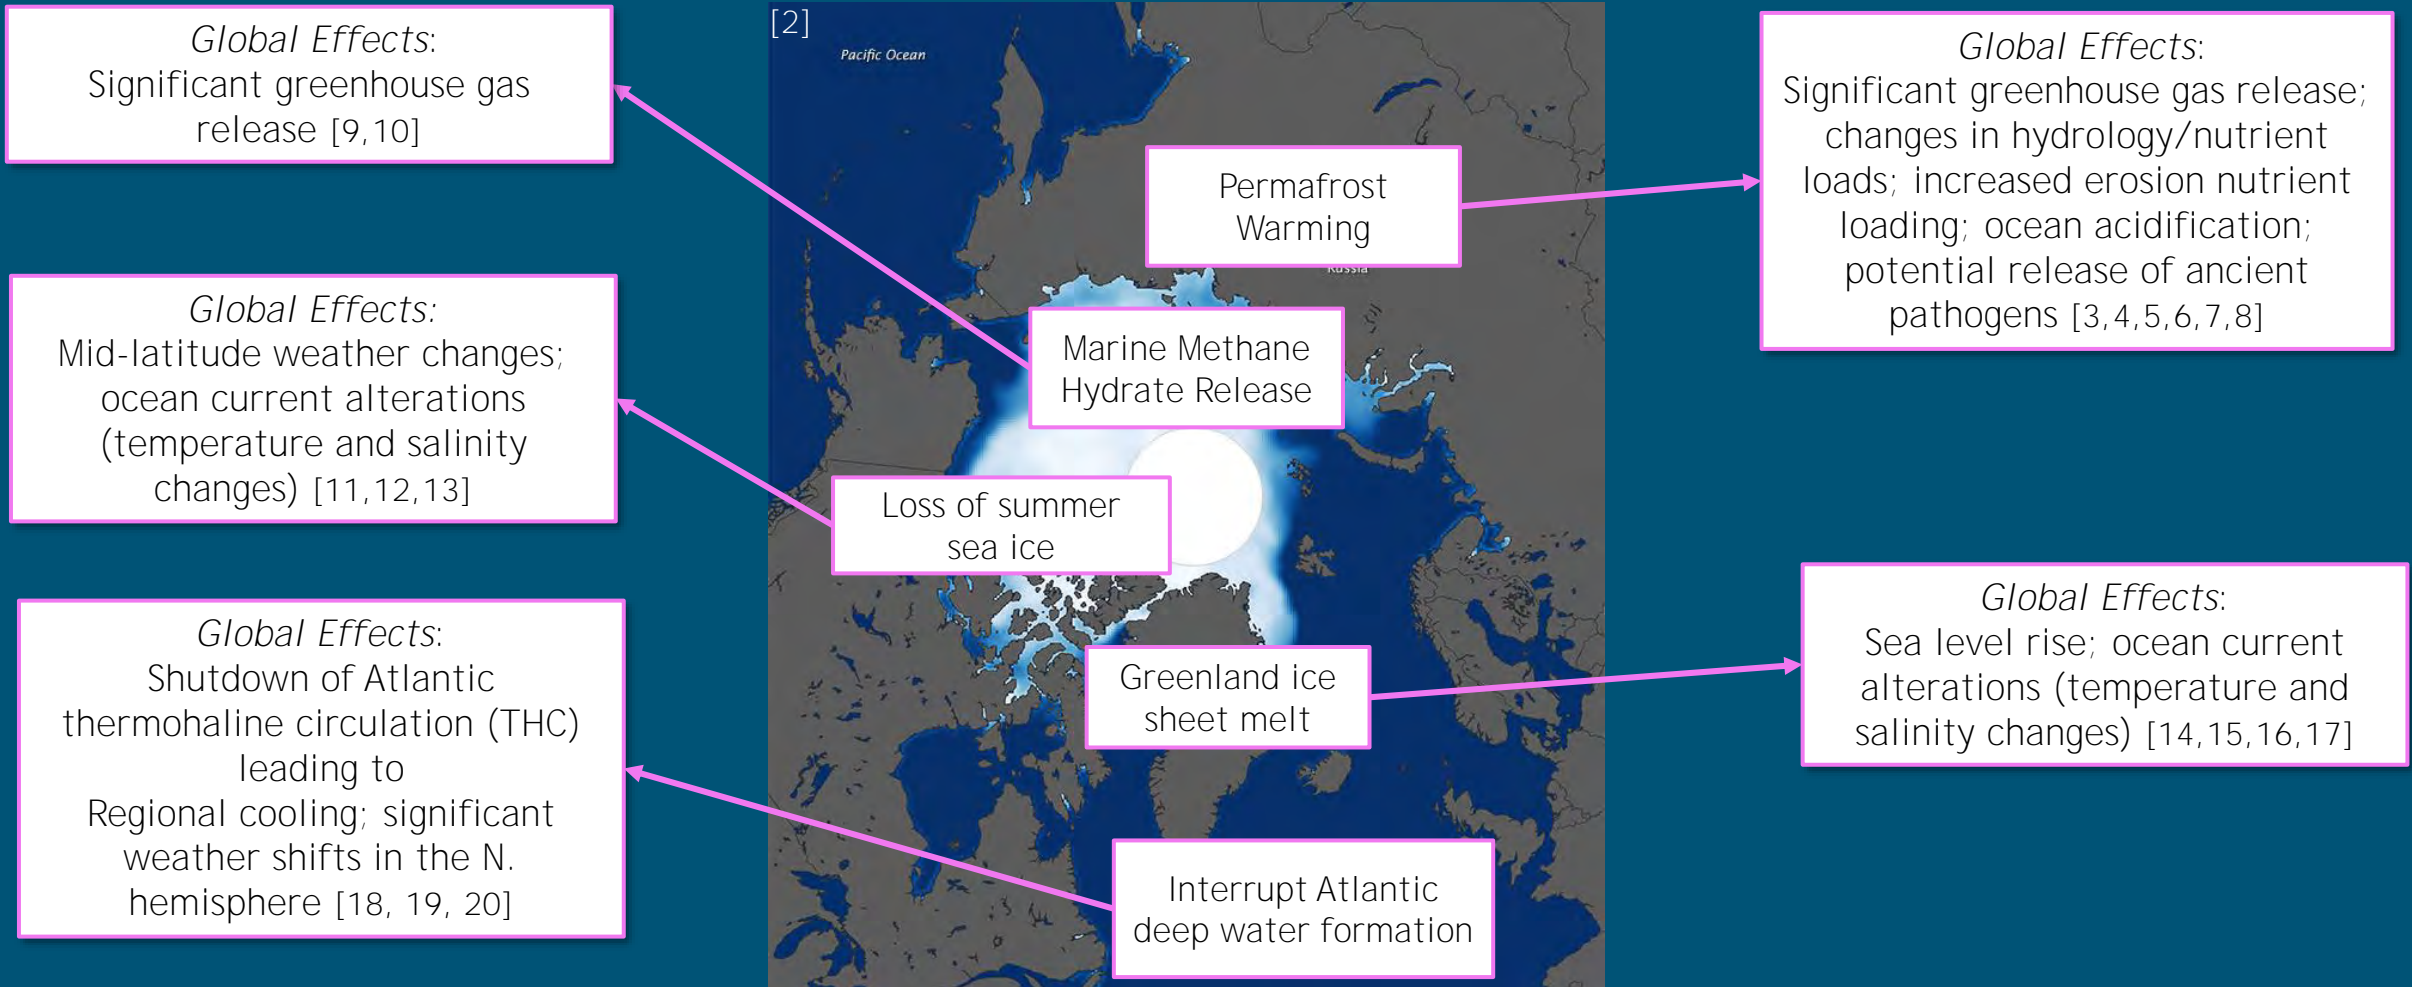 Global Effects:
Significant greenhouse gas
release [9,10]
Global Effects:
Mid-latitude weather changes;
ocean current alterations
(temperature and salinity
changes) [11,12,13]
Global Effects:
Shutdown of Atlantic
thermohaline circulation (THC)
leading to
Regional cooling; significant
weather shifts in the N.
hemisphere [18, 19, 20]
[2]
Pacific Ocean
Permafrost
Warming
Russia
Marine Methane
Hydrate Release
Loss of summer
sea ice
Greenland ice
sheet melt
Interrupt Atlantic
deep water formation
Global Effects:
Significant greenhouse gas release;
changes in hydrology/nutrient
loads; increased erosion nutrient
loading; ocean acidification;
potential release of ancient
pathogens [3,4,5,6,7,8]
Global Effects:
Sea level rise; ocean current
alterations (temperature and
salinity changes) [14,15,16,17]